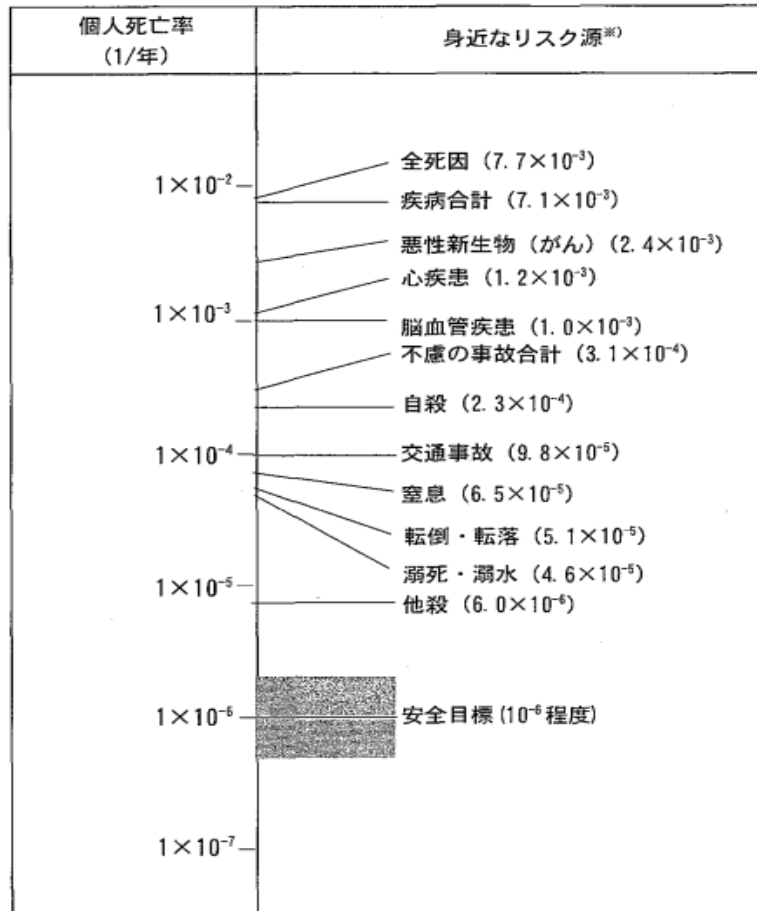 個人死亡率
(1/年)
身近なリスク源※)
全死因 (7.7×10⁻³)
1×10⁻²
疾病合計 (7.1×10⁻³)
悪性新生物 (がん) (2.4×10⁻³)
心疾患 (1.2×10⁻³)
1×10⁻³
脳血管疾患 (1.0×10⁻³)
不慮の事故合計 (3.1×10⁻⁴)
自殺 (2.3×10⁻⁴)
1×10⁻⁴
交通事故 (9.8×10⁻⁵)
窒息 (6.5×10⁻⁵)
転倒・転落 (5.1×10⁻⁵)
溺死・溺水 (4.6×10⁻⁵)
1×10⁻⁵
他殺 (6.0×10⁻⁶)
1×10⁻⁶
安全目標 (10⁻⁶程度)
1×10⁻⁷